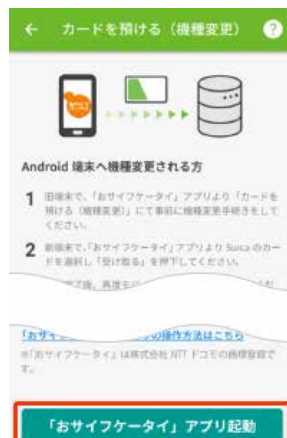 カードを預ける（機種変更）
?
Android 端末へ機種変更される方
1 旧端末で、「おサイフケータイ」アプリより「カードを
預ける（機種変更）」にて事前に機種変更手続きをして
ください。
2 新端末で、「おサイフケータイ」アプリより Suica のカー
ドを選択し「受け取る」を押下してください。
「おサイ
の操作方法はこちら
※「おサイフケータイ」は株式会社 NTT ドコモの商標登録で
す。
「おサイフケータイ」アプリ起動